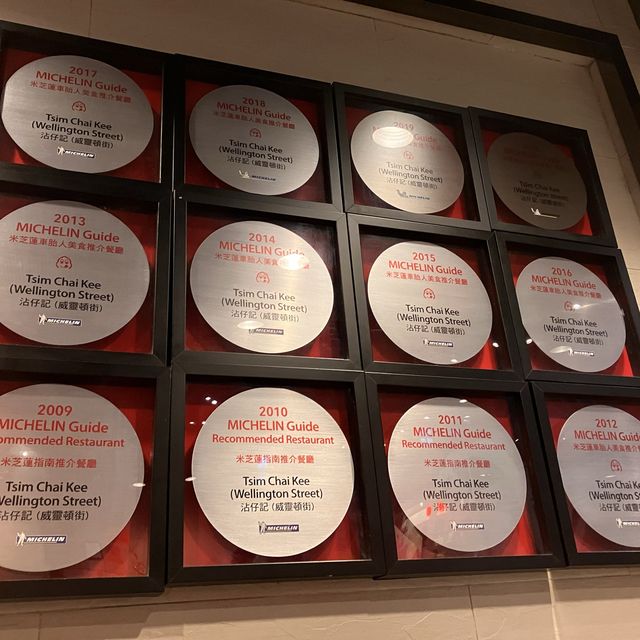 2017
MICHELIN Guide
米芝蓮車胎人美食推介餐廳
Tsim Chai Kee
(Wellington Street)
沾仔記 (威靈頓街)
MICHELIN
2018
MICHELIN Guide
米芝蓮車胎人美食推介餐廳
Tsim Chai Kee
(Wellington Street)
沾仔記 (威靈頓街)
MICHELIN
2019
MICHELIN Guide
Tsim Chai Kee
(Wellington Street)
沾仔記 (威靈頓街)
Tsim Chai Kee
(Wellington Street)
沾仔記 (威靈頓街)
2013
MICHELIN Guide
米芝蓮車胎人美食推介餐廳
Tsim Chai Kee
(Wellington Street)
沾仔記 (威靈頓街)
MICHELIN
2014
MICHELIN Guide
米芝蓮車胎人美食推介餐廳
Tsim Chai Kee
(Wellington Street)
沾仔記 (威靈頓街)
MICHELIN
2015
MICHELIN Guide
米芝蓮車胎人美食推介餐廳
Tsim Chai Kee
(Wellington Street)
沾仔記 (威靈頓街)
MICHELIN
2016
MICHELIN Guide
米芝蓮車胎人美食推介餐廳
Tsim Chai Kee
(Wellington Street)
沾仔記 (威靈頓街)
MICHELIN
2009
MICHELIN Guide
ommended Restaurant
米芝蓮指南推介餐廳
Tsim Chai Kee
Wellington Street)
沾仔記 (威靈頓街)
MICHELIN
2010
MICHELIN Guide
Recommended Restaurant
米芝蓮指南推介餐廳
Tsim Chai Kee
(Wellington Street)
沾仔記 (威靈頓街)
MICHELIN
2011
MICHELIN Guide
Recommended Restaurant
米芝蓮指南推介餐廳
Tsim Chai Kee
(Wellington Street)
沾仔記 (威靈頓街)
MICHELIN
2012
MICHELIN Guide
米芝蓮車胎人美食推介
Tsim Chai Ke
(Wellington Stre
沾仔記 (威靈頓街